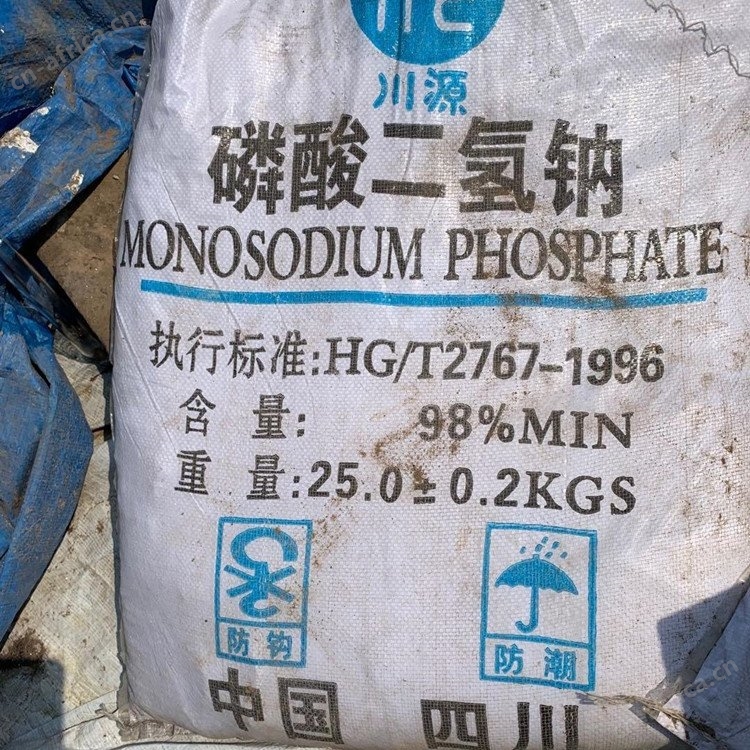 川源
磷酸二氢钠
MONOSODIUM PHOSPHATE
执行标准:HG/T2767-1996
含量: 98%MIN
重量:25.0±0.2KGS
防钩 防潮
中国 四川